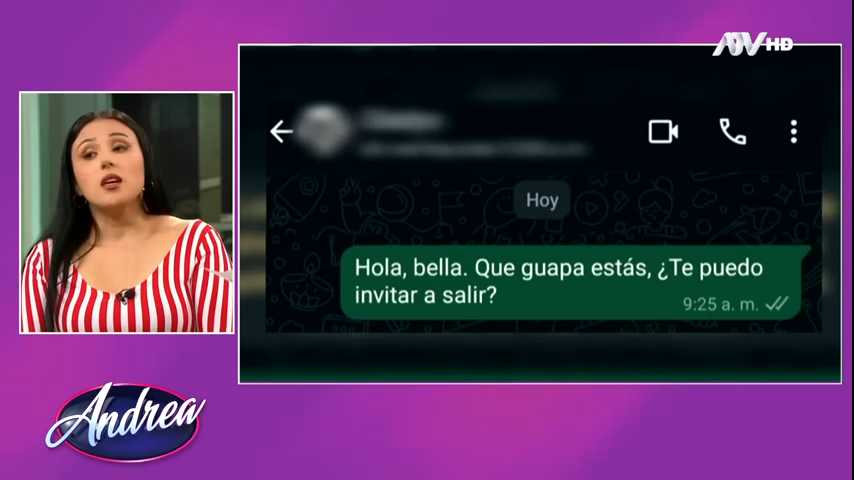 ATV HD
Hoy
Hola, bella. Que guapa estás, ¿Te puedo
invitar a salir?
9:25 a. m.
Andrea